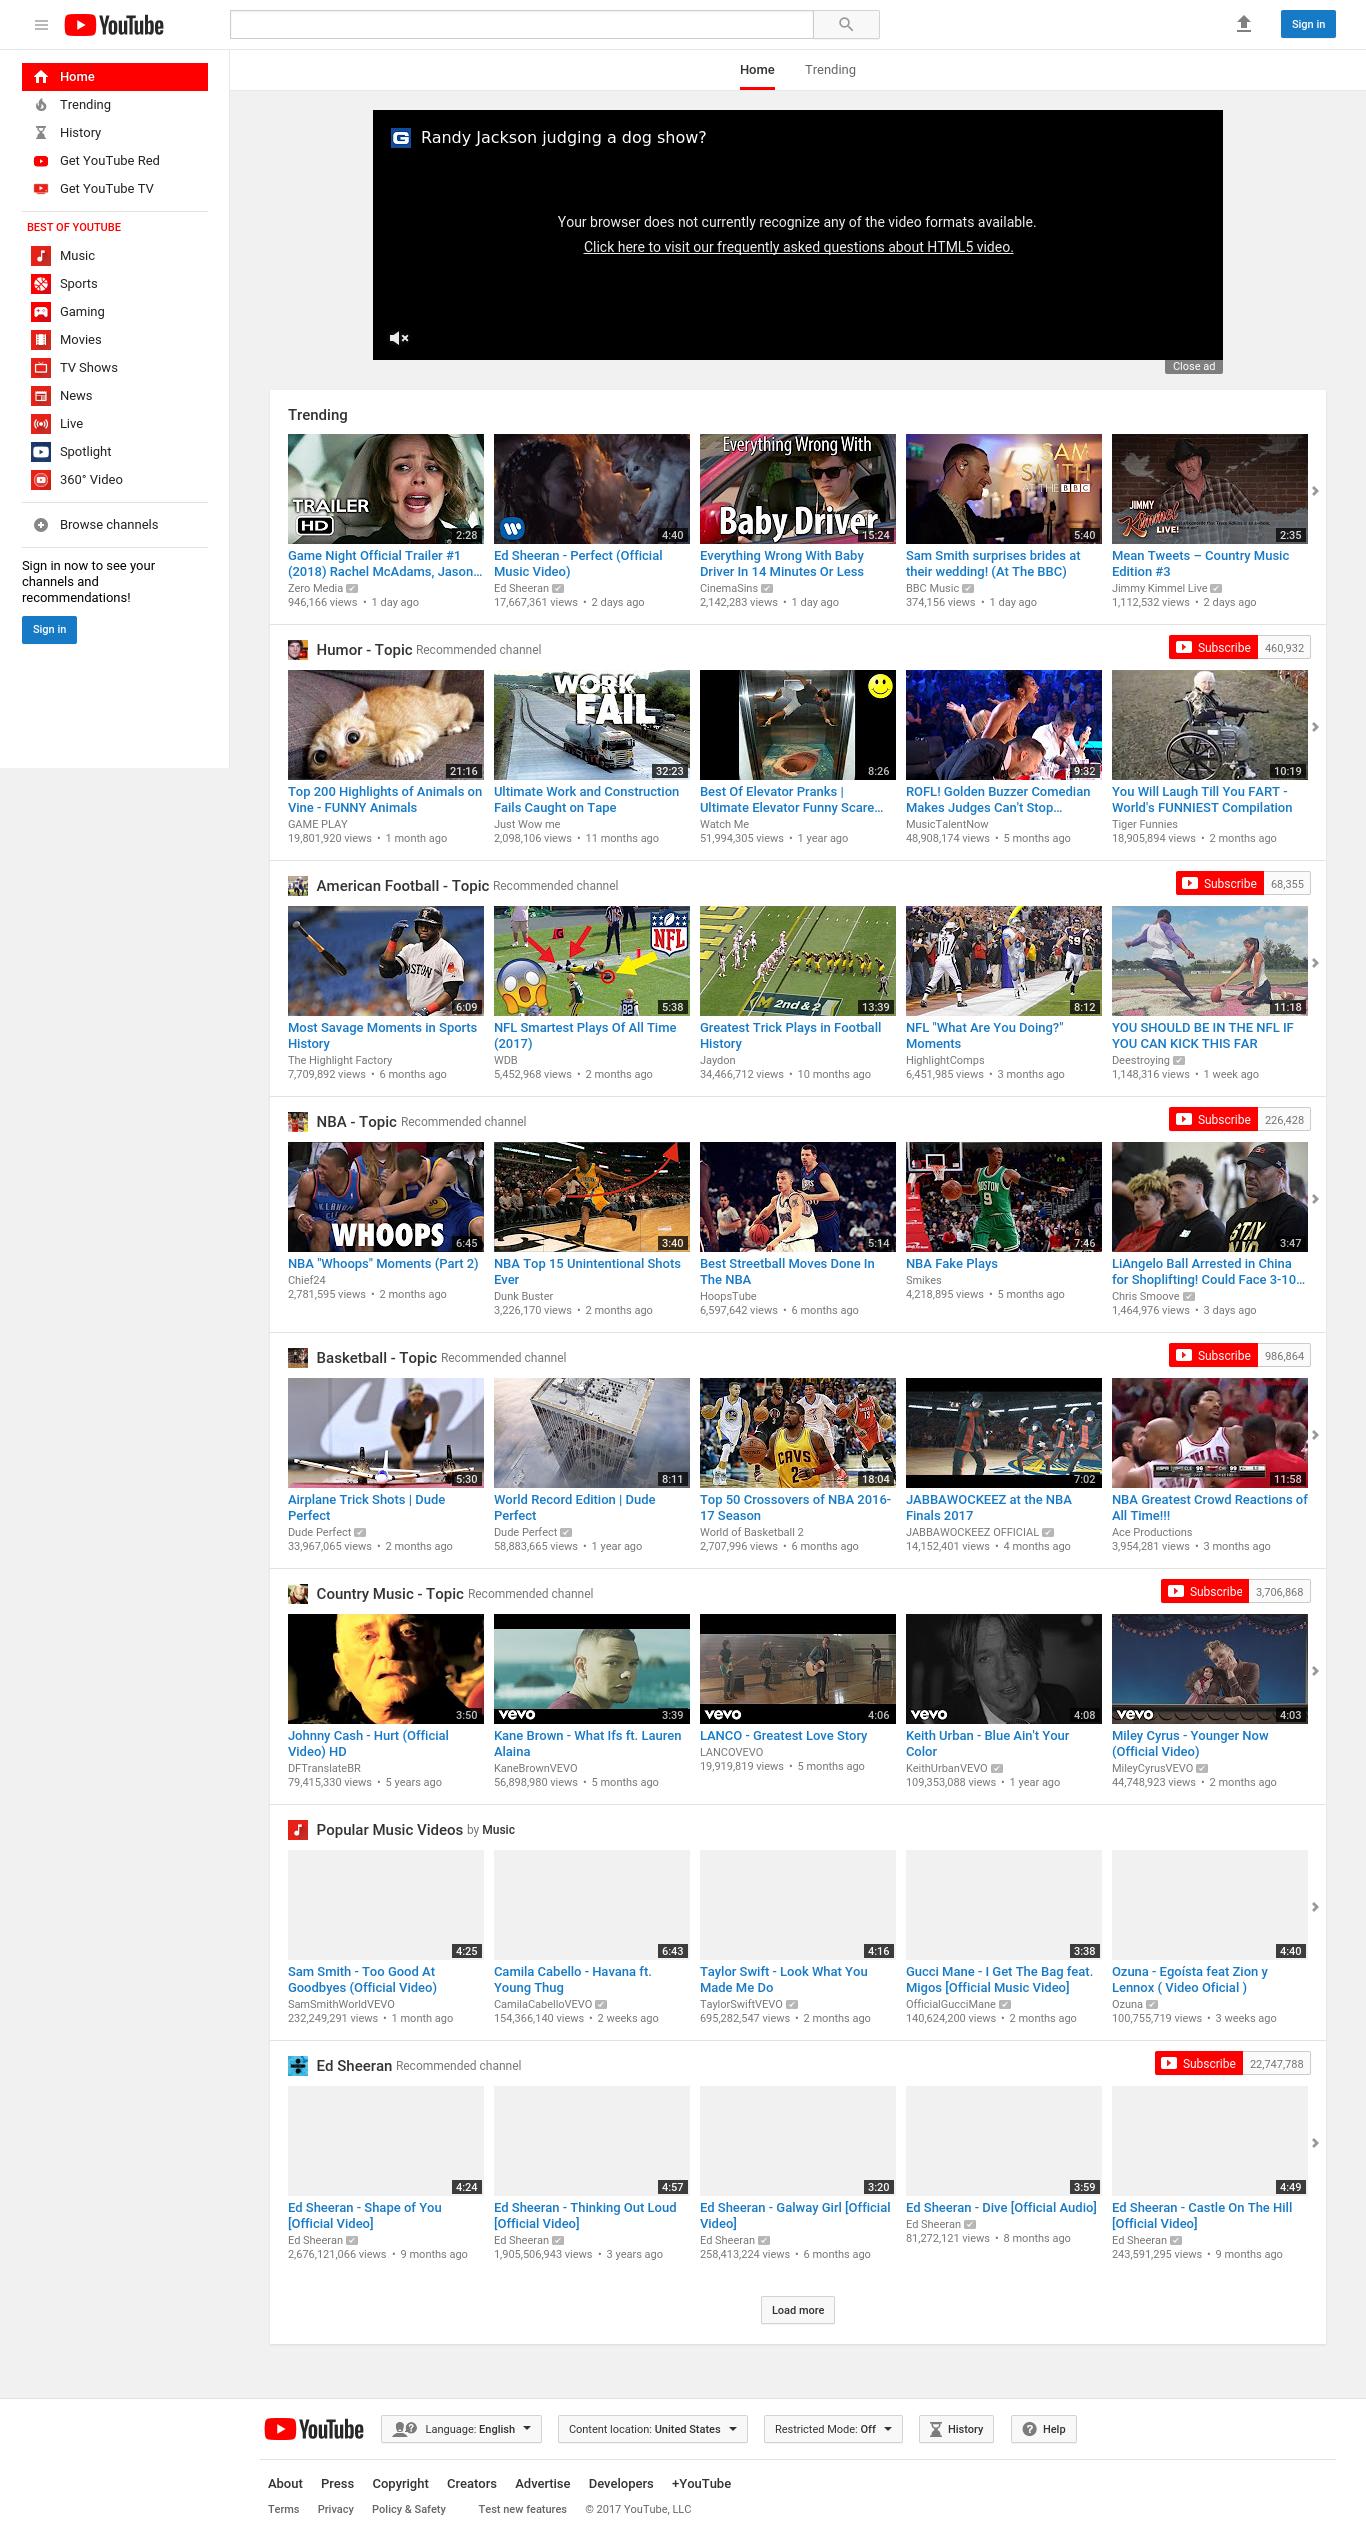 YouTube
Sign in
Home
Trending
History
Get YouTube Red
Get YouTube TV
BEST OF YOUTUBE
Music
Sports
Gaming
Movies
TV Shows
News
Live
Spotlight
360° Video
Browse channels
Sign in now to see your
channels and
recommendations!
Sign in
Home Trending
G Randy Jackson judging a dog show?
Your browser does not currently recognize any of the video formats available.
Click here to visit our frequently asked questions about HTML5 video.
Close ad
Trending
TRAILER
HD
2:28
Game Night Official Trailer #1
(2018) Rachel McAdams, Jason...
Zero Media
946,166 views • 1 day ago
4:40
Ed Sheeran - Perfect (Official
Music Video)
Ed Sheeran
17,667,361 views • 2 days ago
Everything Wrong With
Baby Driver
15:24
Everything Wrong With Baby
Driver In 14 Minutes Or Less
CinemaSins
2,142,283 views • 1 day ago
SAM
SMITH
AT THE BBC
5:40
Sam Smith surprises brides at
their wedding! (At The BBC)
BBC Music
374,156 views • 1 day ago
JIMMY
Kimmel
LIVE!
2:35
Mean Tweets – Country Music
Edition #3
Jimmy Kimmel Live
1,112,532 views • 2 days ago
Humor - Topic Recommended channel
Subscribe 460,932
21:16
Top 200 Highlights of Animals on
Vine - FUNNY Animals
GAME PLAY
19,801,920 views • 1 month ago
WORK
FAIL
32:23
Ultimate Work and Construction
Fails Caught on Tape
Just Wow me
2,098,106 views • 11 months ago
8:26
Best Of Elevator Pranks |
Ultimate Elevator Funny Scare...
Watch Me
51,994,305 views • 1 year ago
9:32
ROFL! Golden Buzzer Comedian
Makes Judges Can't Stop...
MusicTalentNow
48,908,174 views • 5 months ago
10:19
You Will Laugh Till You FART -
World's FUNNIEST Compilation
Tiger Funnies
18,905,894 views • 2 months ago
American Football - Topic Recommended channel
Subscribe 68,355
BOSTON
6:09
Most Savage Moments in Sports
History
The Highlight Factory
7,709,892 views • 6 months ago
NFL
82
5:38
NFL Smartest Plays Of All Time
(2017)
WDB
5,452,968 views • 2 months ago
M 2nd & 2
13:39
Greatest Trick Plays in Football
History
Jaydon
34,466,712 views • 10 months ago
8:12
NFL "What Are You Doing?"
Moments
HighlightComps
6,451,985 views • 3 months ago
11:18
YOU SHOULD BE IN THE NFL IF
YOU CAN KICK THIS FAR
Deestroying
1,148,316 views • 1 week ago
NBA - Topic Recommended channel
Subscribe 226,428
WHOOPS
6:45
NBA "Whoops" Moments (Part 2)
Chief24
2,781,595 views • 2 months ago
3:40
NBA Top 15 Unintentional Shots
Ever
Dunk Buster
3,226,170 views • 2 months ago
5:14
Best Streetball Moves Done In
The NBA
HoopsTube
6,597,642 views • 6 months ago
BOSTON
9
7:46
NBA Fake Plays
Smikes
4,218,895 views • 5 months ago
STAY
3:47
LiAngelo Ball Arrested in China
for Shoplifting! Could Face 3-10...
Chris Smoove
1,464,976 views • 3 days ago
Basketball - Topic Recommended channel
Subscribe 986,864
5:30
Airplane Trick Shots | Dude
Perfect
Dude Perfect
33,967,065 views • 2 months ago
8:11
World Record Edition | Dude
Perfect
Dude Perfect
58,883,665 views • 1 year ago
CAVS
2
18:04
Top 50 Crossovers of NBA 2016-
17 Season
World of Basketball 2
2,707,996 views • 6 months ago
7:02
JABBAWOCKEEZ at the NBA
Finals 2017
JABBAWOCKEEZ OFFICIAL
14,152,401 views • 4 months ago
11:58
NBA Greatest Crowd Reactions of
All Time!!!
Ace Productions
3,954,281 views • 3 months ago
Country Music - Topic Recommended channel
Subscribe 3,706,868
3:50
Johnny Cash - Hurt (Official
Video) HD
DFTranslateBR
79,415,330 views • 5 years ago
vevo
3:39
Kane Brown - What Ifs ft. Lauren
Alaina
KaneBrownVEVO
56,898,980 views • 5 months ago
vevo
4:06
LANCO - Greatest Love Story
LANCOVEVO
19,919,819 views • 5 months ago
vevo
4:08
Keith Urban - Blue Ain't Your
Color
KeithUrbanVEVO
109,353,088 views • 1 year ago
vevo
4:03
Miley Cyrus - Younger Now
(Official Video)
MileyCyrusVEVO
44,748,923 views • 2 months ago
Popular Music Videos by Music
4:25
Sam Smith - Too Good At
Goodbyes (Official Video)
SamSmithWorldVEVO
232,249,291 views • 1 month ago
6:43
Camila Cabello - Havana ft.
Young Thug
CamilaCabelloVEVO
154,366,140 views • 2 weeks ago
4:16
Taylor Swift - Look What You
Made Me Do
TaylorSwiftVEVO
695,282,547 views • 2 months ago
3:38
Gucci Mane - I Get The Bag feat.
Migos [Official Music Video]
OfficialGucciMane
140,624,200 views • 2 months ago
4:40
Ozuna - Egoísta feat Zion y
Lennox ( Video Oficial )
Ozuna
100,755,719 views • 3 weeks ago
Ed Sheeran Recommended channel
Subscribe 22,747,788
4:24
Ed Sheeran - Shape of You
[Official Video]
Ed Sheeran
2,676,121,066 views • 9 months ago
4:57
Ed Sheeran - Thinking Out Loud
[Official Video]
Ed Sheeran
1,905,506,943 views • 3 years ago
3:20
Ed Sheeran - Galway Girl [Official
Video]
Ed Sheeran
258,413,224 views • 6 months ago
3:59
Ed Sheeran - Dive [Official Audio]
Ed Sheeran
81,272,121 views • 8 months ago
4:49
Ed Sheeran - Castle On The Hill
[Official Video]
Ed Sheeran
243,591,295 views • 9 months ago
Load more
YouTube Language: English Content location: United States Restricted Mode: Off History Help
About Press Copyright Creators Advertise Developers +YouTube
Terms Privacy Policy & Safety Test new features © 2017 YouTube, LLC